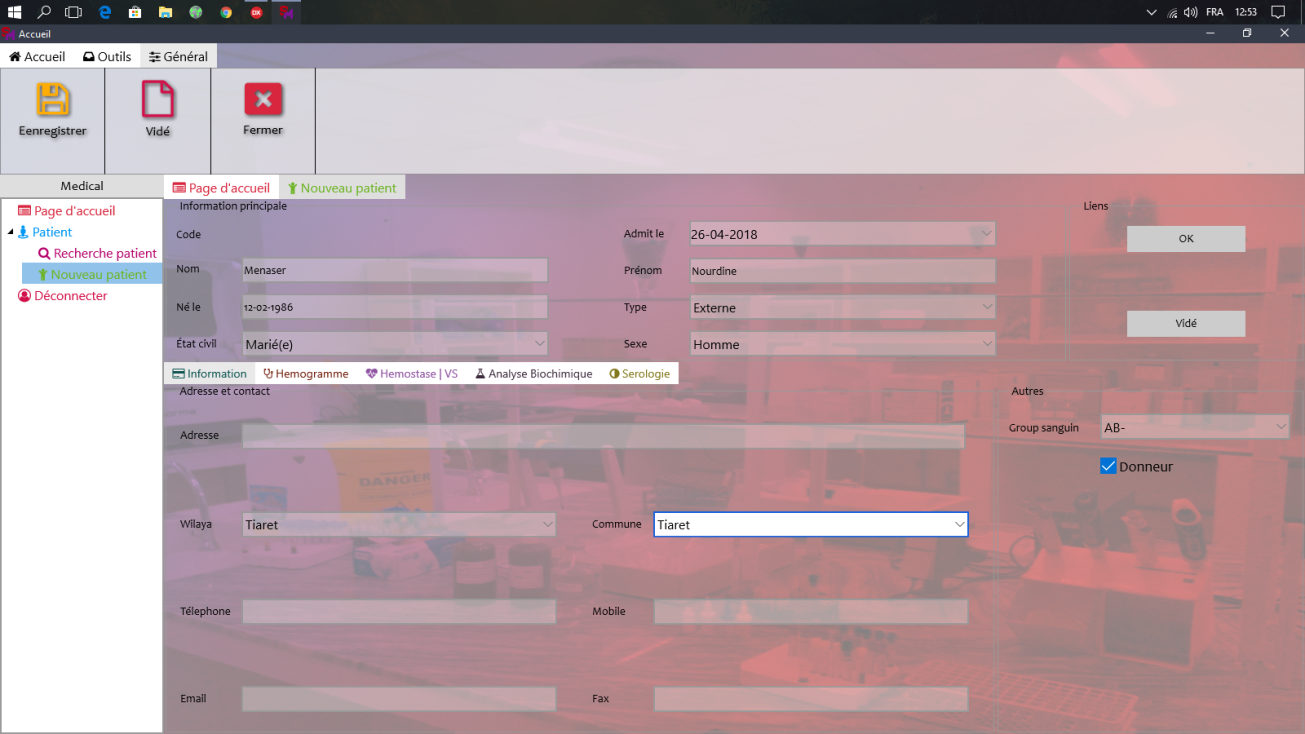 FRA 12:53
Accueil
Accueil Outils Général
Eenregistrer Vidé Fermer
Medical
Page d'accueil
Patient
Recherche patient
Nouveau patient
Déconnecter
Page d'accueil Nouveau patient
Information principale
Liens
Code
Admit le 26-04-2018
OK
Nom Menaser
Prénom Nourdine
Né le 12-02-1986
Type Externe
Vidé
État civil Marié(e)
Sexe Homme
Information Hemogramme Hemostase | VS Analyse Biochimique Serologie
Adresse et contact
Autres
Adresse
Group sanguin AB-
Donneur
DANGER
Wilaya Tiaret
Commune Tiaret
Télephone
Mobile
Email
Fax